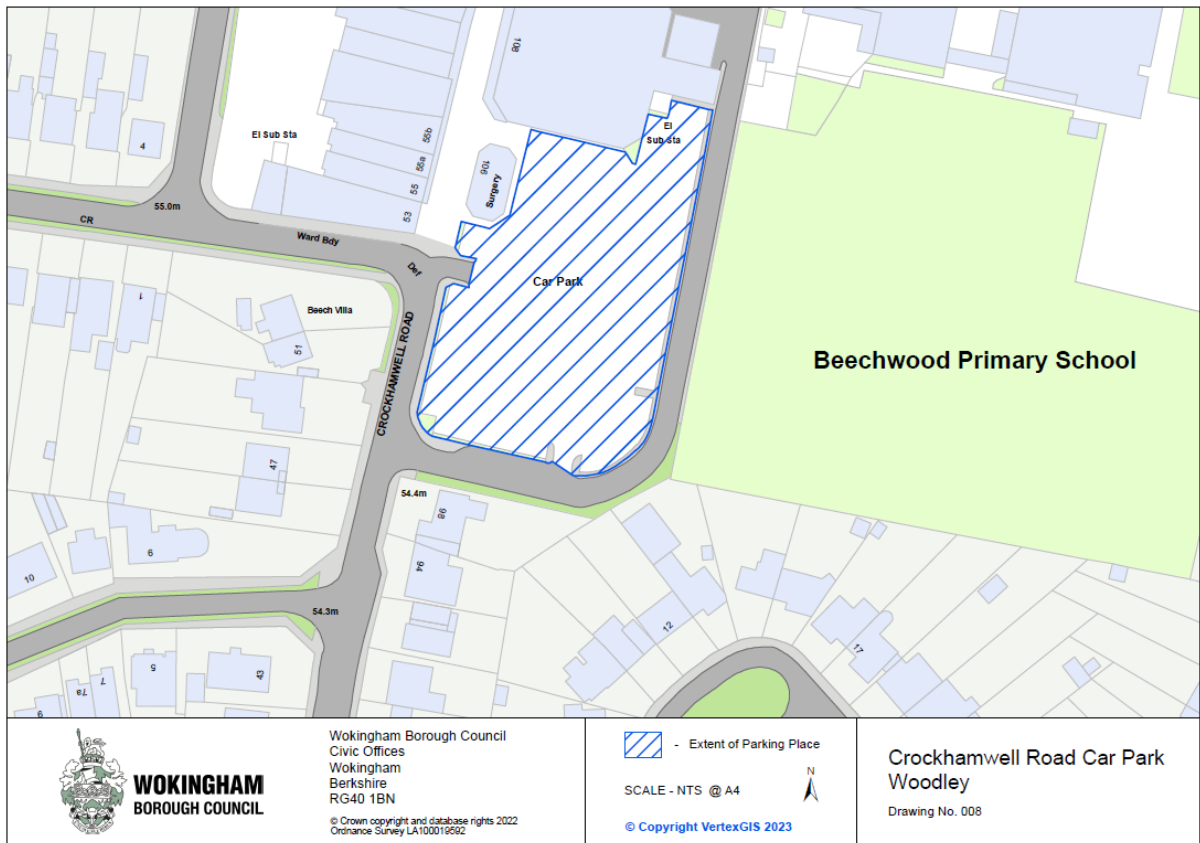 108
El Sub Sta
4
El
Sub Sta
55b
55a
55
53
106
Surgery
55.0m
CR
Ward Bdy
Def
Car Park
1
Beech Villa
51
CROCKHAMWELL ROAD
Beechwood Primary School
47
54.4m
98
94
9
10
54.3m
12
17
5
7
7a
43
9
WOKINGHAM
BOROUGH COUNCIL
Wokingham Borough Council
Civic Offices
Wokingham
Berkshire
RG40 1BN
© Crown copyright and database rights 2022
Ordnance Survey LA100019592
- Extent of Parking Place
N
SCALE - NTS @ A4
© Copyright VertexGIS 2023
Crockhamwell Road Car Park
Woodley
Drawing No. 008